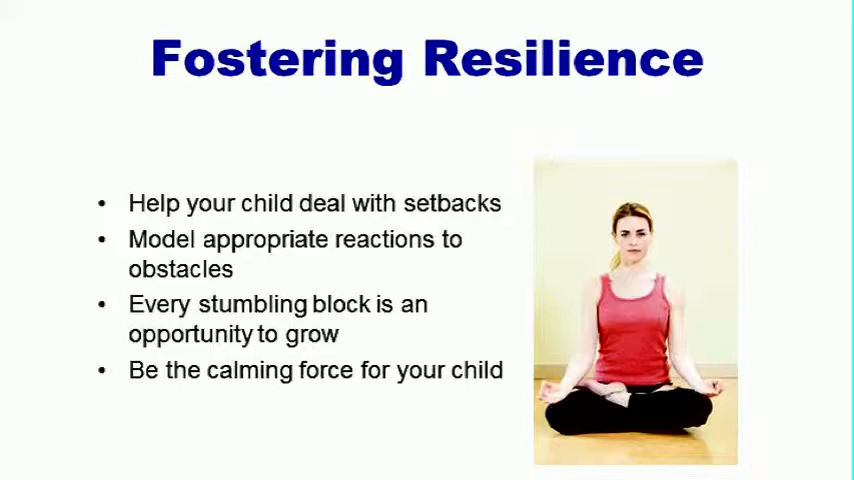 Fostering Resilience
• Help your child deal with setbacks
• Model appropriate reactions to
obstacles
• Every stumbling block is an
opportunity to grow
• Be the calming force for your child